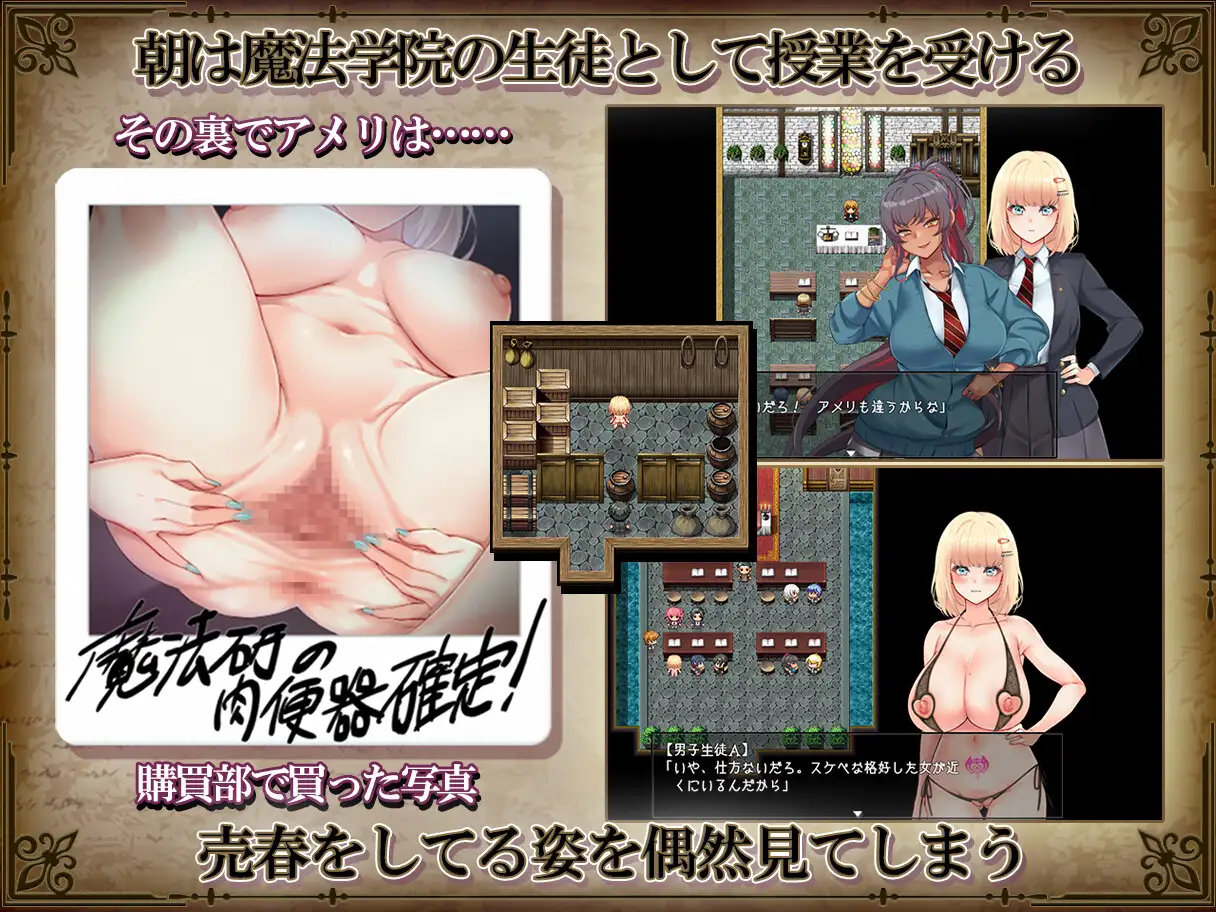 朝は魔法学院の生徒として授業を受ける
その裏でアメリは……
だろ！　アメリも違うからな」
魔法研の
肉便器確定!
【男子生徒A】
「いや、仕方ないだろ。スケベな格好した女が近
くにいるんだから」
購買部で買った写真
売春をしてる姿を偶然見てしまう